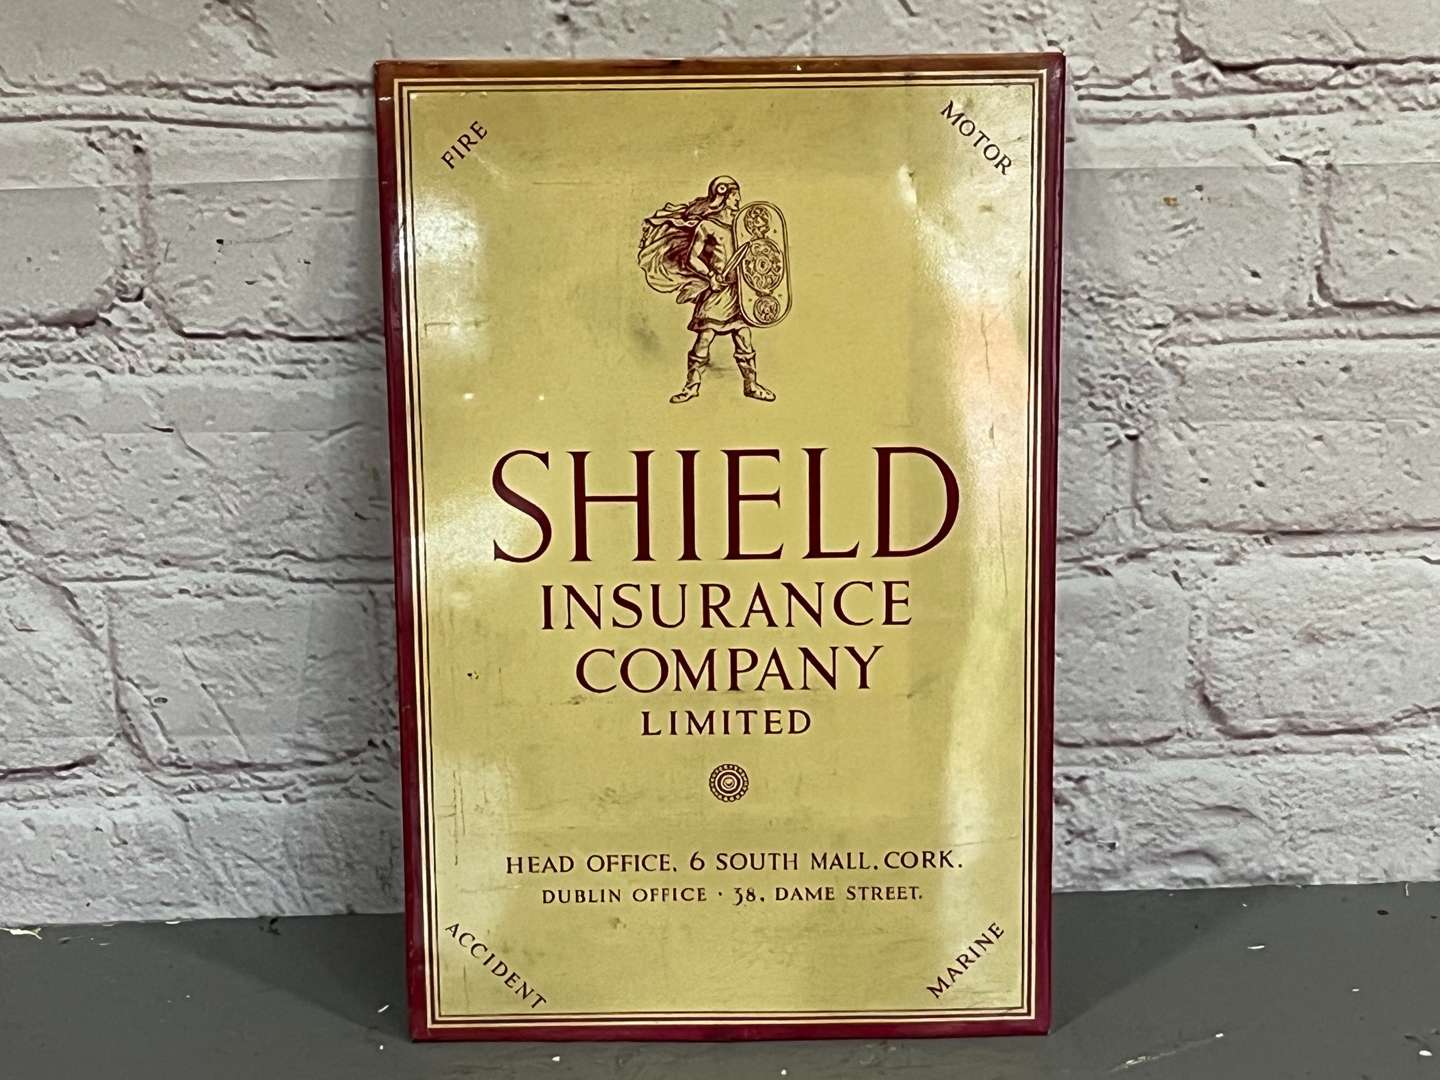 FIRE
MOTOR
SHIELD
INSURANCE
COMPANY
LIMITED
HEAD OFFICE, 6 SOUTH MALL, CORK.
DUBLIN OFFICE · 38, DAME STREET.
ACCIDENT
MARINE